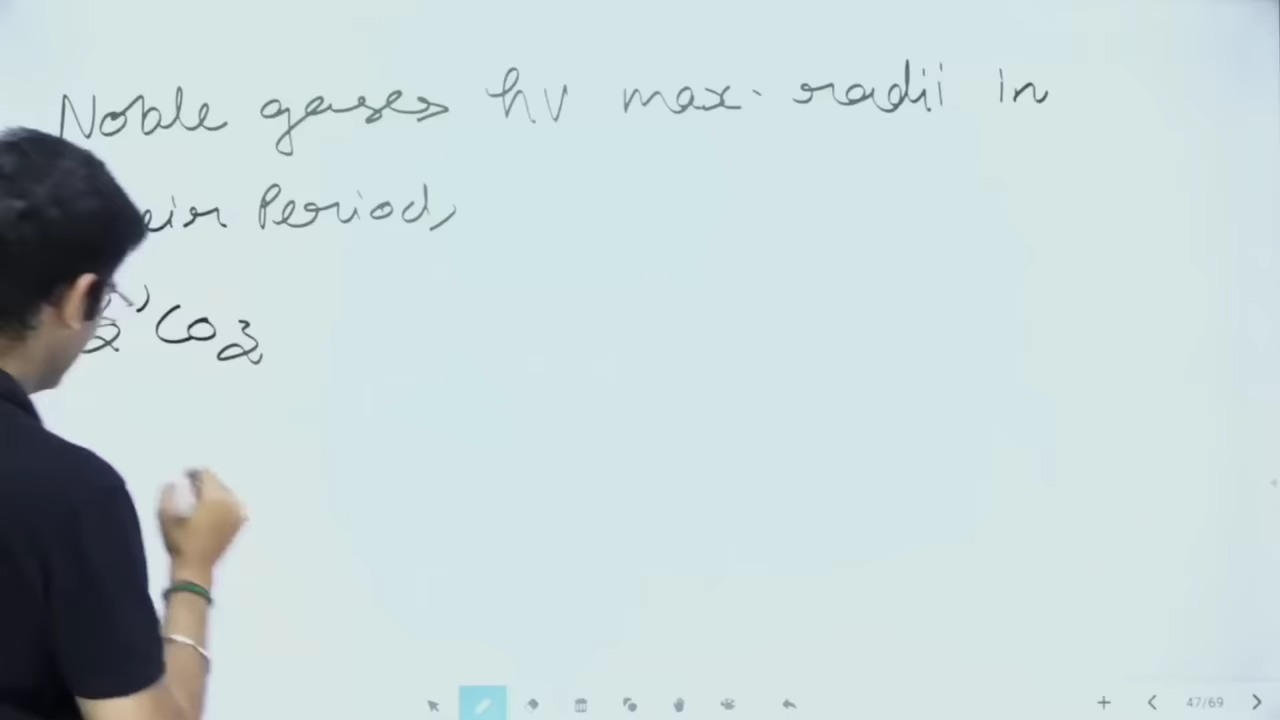 Noble gases hv max. radii in
Period,
CO2
47/69